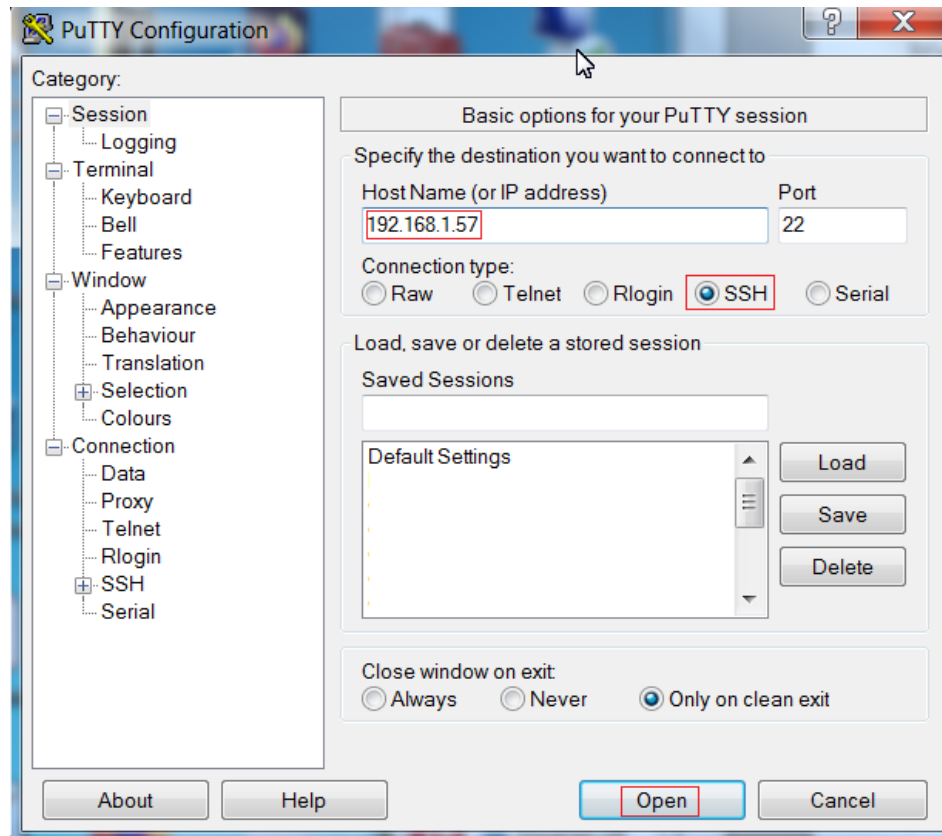 PuTTY Configuration
Category:
Session
Logging
Terminal
Keyboard
Bell
Features
Window
Appearance
Behaviour
Translation
Selection
Colours
Connection
Data
Proxy
Telnet
Rlogin
SSH
Serial
Basic options for your PuTTY session
Specify the destination you want to connect to
Host Name (or IP address) Port
192.168.1.57 22
Connection type:
Raw Telnet Rlogin SSH Serial
Load, save or delete a stored session
Saved Sessions
Default Settings
Load
Save
Delete
Close window on exit:
Always Never Only on clean exit
About Help Open Cancel